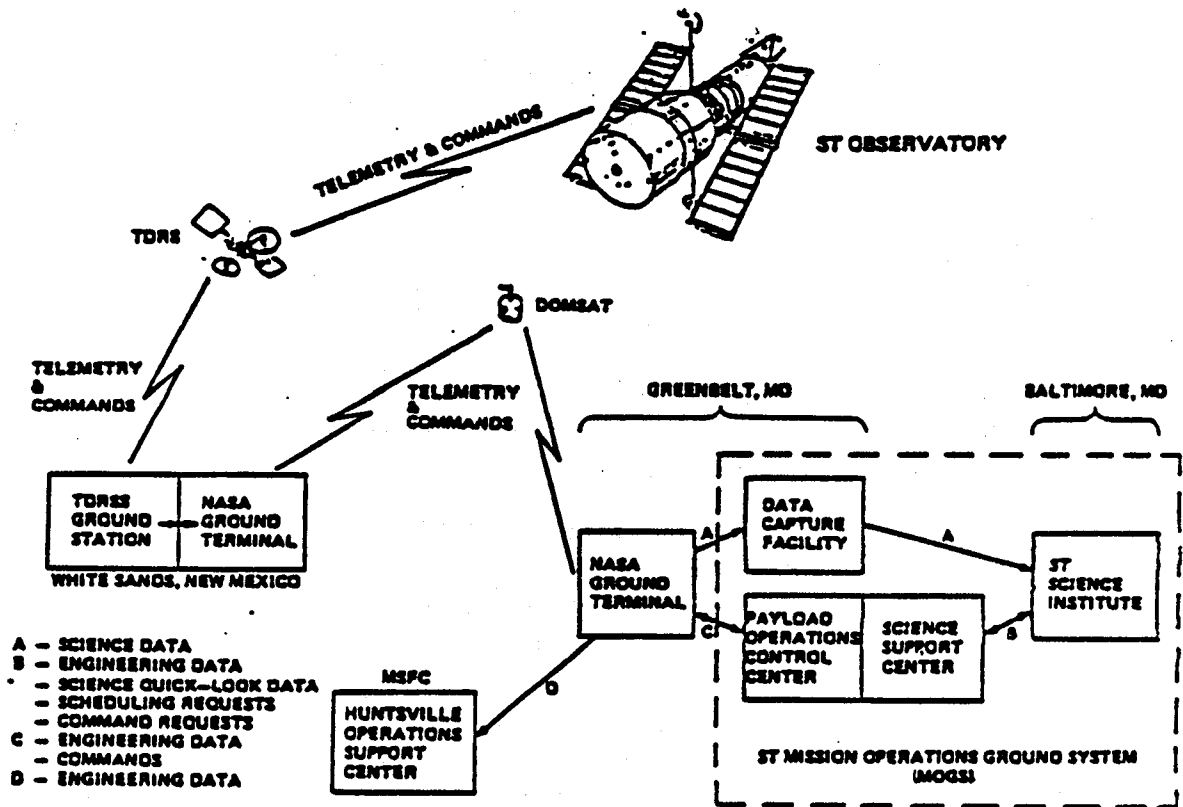 TELEMETRY & COMMANDS
ST OBSERVATORY
TDRS
DOMSAT
TELEMETRY
&
COMMANDS
TELEMETRY
&
COMMANDS
GREENBELT, MD
BALTIMORE, MD
TDRSS
GROUND
STATION
NASA
GROUND
TERMINAL
WHITE SANDS, NEW MEXICO
NASA
GROUND
TERMINAL
A
C
DATA
CAPTURE
FACILITY
A
ST
SCIENCE
INSTITUTE
PAYLOAD
OPERATIONS
CONTROL
CENTER
SCIENCE
SUPPORT
CENTER
B
ST MISSION OPERATIONS GROUND SYSTEM
(MOGS)
D
MSFC
HUNTSVILLE
OPERATIONS
SUPPORT
CENTER
A – SCIENCE DATA
B – ENGINEERING DATA
– SCIENCE QUICK–LOOK DATA
– SCHEDULING REQUESTS
– COMMAND REQUESTS
C – ENGINEERING DATA
– COMMANDS
D – ENGINEERING DATA